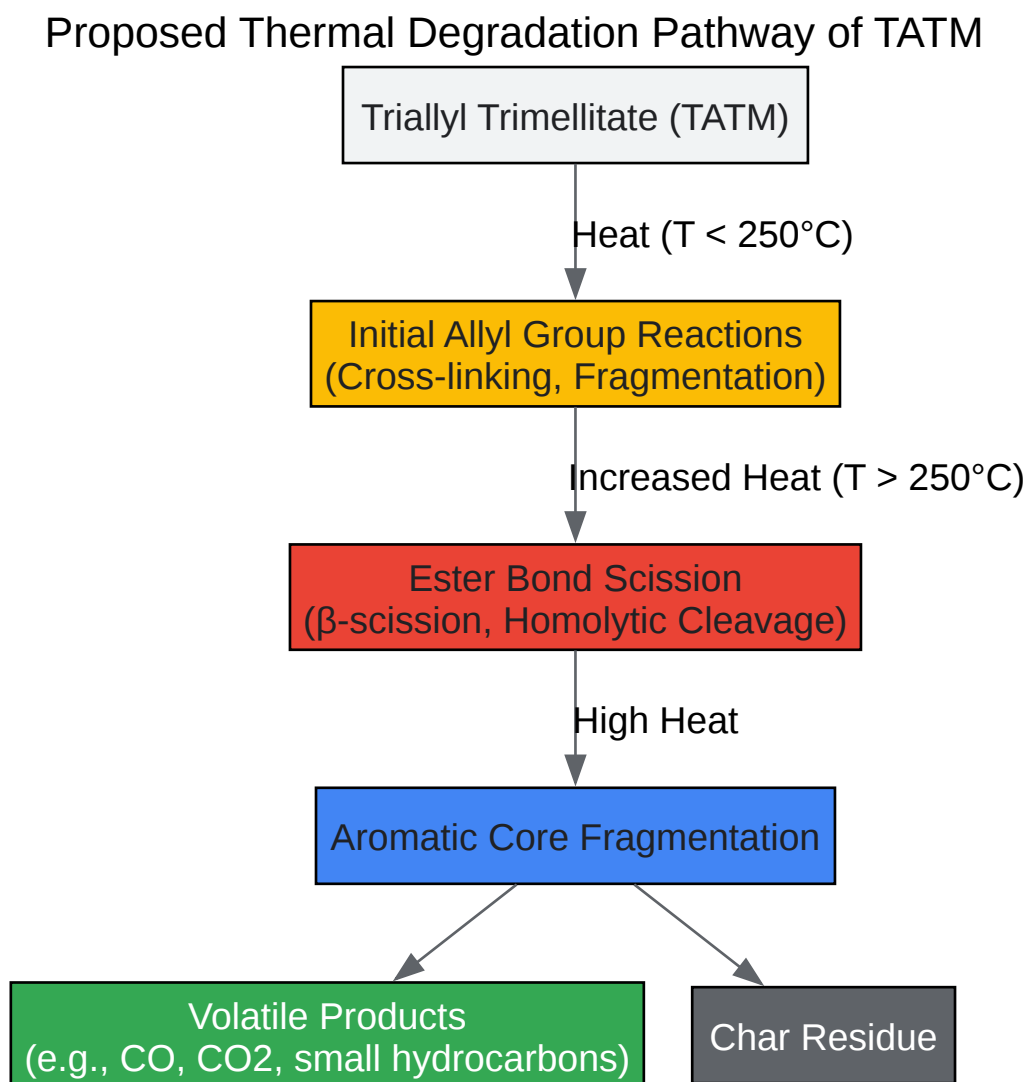 Proposed Thermal Degradation Pathway of TATM
Triallyl Trimellitate (TATM)
Heat (T < 250°C)
Initial Allyl Group Reactions
(Cross-linking, Fragmentation)
Increased Heat (T > 250°C)
Ester Bond Scission
(β-scission, Homolytic Cleavage)
High Heat
Aromatic Core Fragmentation
Volatile Products
(e.g., CO, CO2, small hydrocarbons)
Char Residue